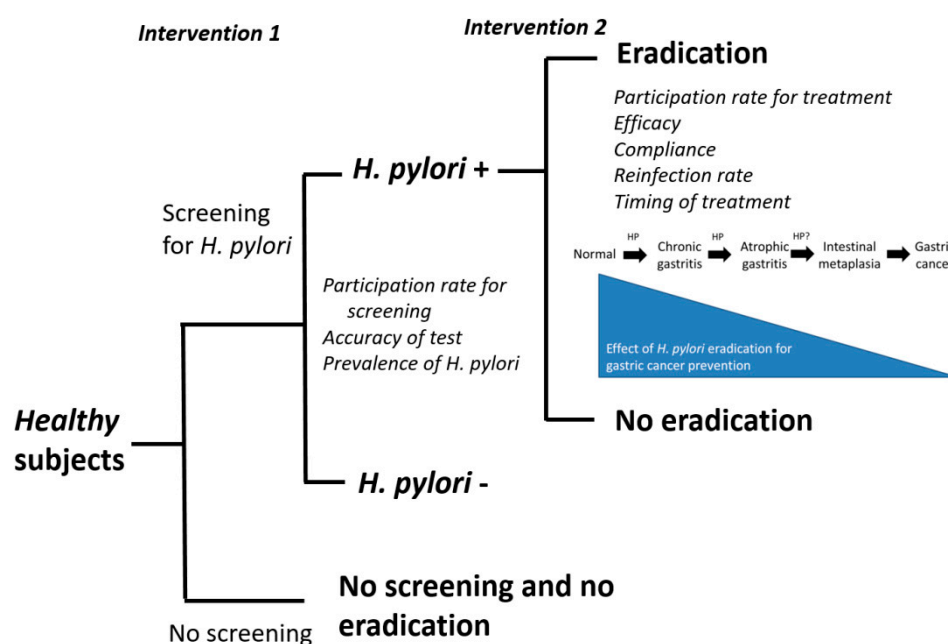 Intervention 1
Intervention 2
Eradication
Participation rate for treatment
Efficacy
Compliance
Reinfection rate
Timing of treatment
H. pylori +
Screening
for H. pylori
HP
HP
HP?
Normal
Chronic
gastritis
Atrophic
gastritis
Intestinal
metaplasia
Gastri
cance
Participation rate for
screening
Accuracy of test
Prevalence of H. pylori
Effect of H. pylori eradication for
gastric cancer prevention
Healthy
subjects
No eradication
H. pylori -
No screening and no
eradication
No screening